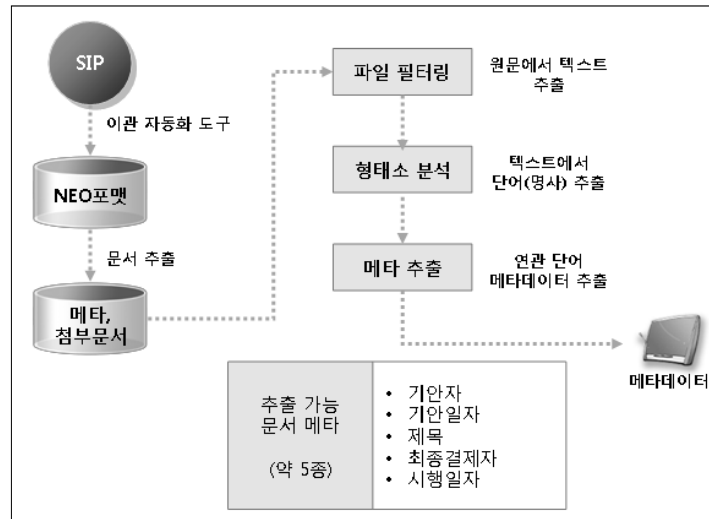 SIP
이관 자동화 도구
NEO포맷
문서 추출
메타,
첨부문서
파일 필터링
원문에서 텍스트
추출
형태소 분석
텍스트에서
단어(명사) 추출
메타 추출
연관 단어
메타데이터 추출
메타데이터
추출 가능
문서 메타
(약 5종)
• 기안자
• 기안일자
• 제목
• 최종결제자
• 시행일자